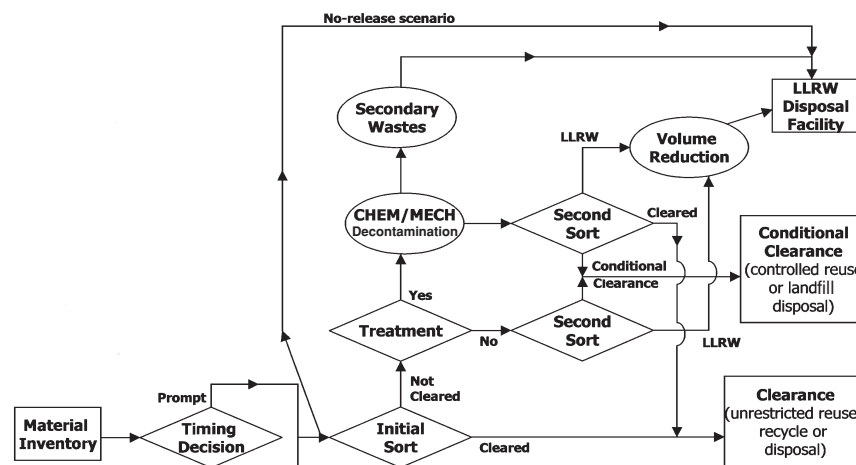 No-release scenario
LLRW
Disposal
Facility
Secondary
Wastes
LLRW
Volume
Reduction
CHEM/MECH
Decontamination
Second
Sort
Cleared
Conditional
Clearance
(controlled reuse
or landfill
disposal)
Conditional
Clearance
Yes
Treatment
No
Second
Sort
LLRW
Not
Cleared
Prompt
Material
Inventory
Timing
Decision
Initial
Sort
Cleared
Clearance
(unrestricted reuse,
recycle or
disposal)